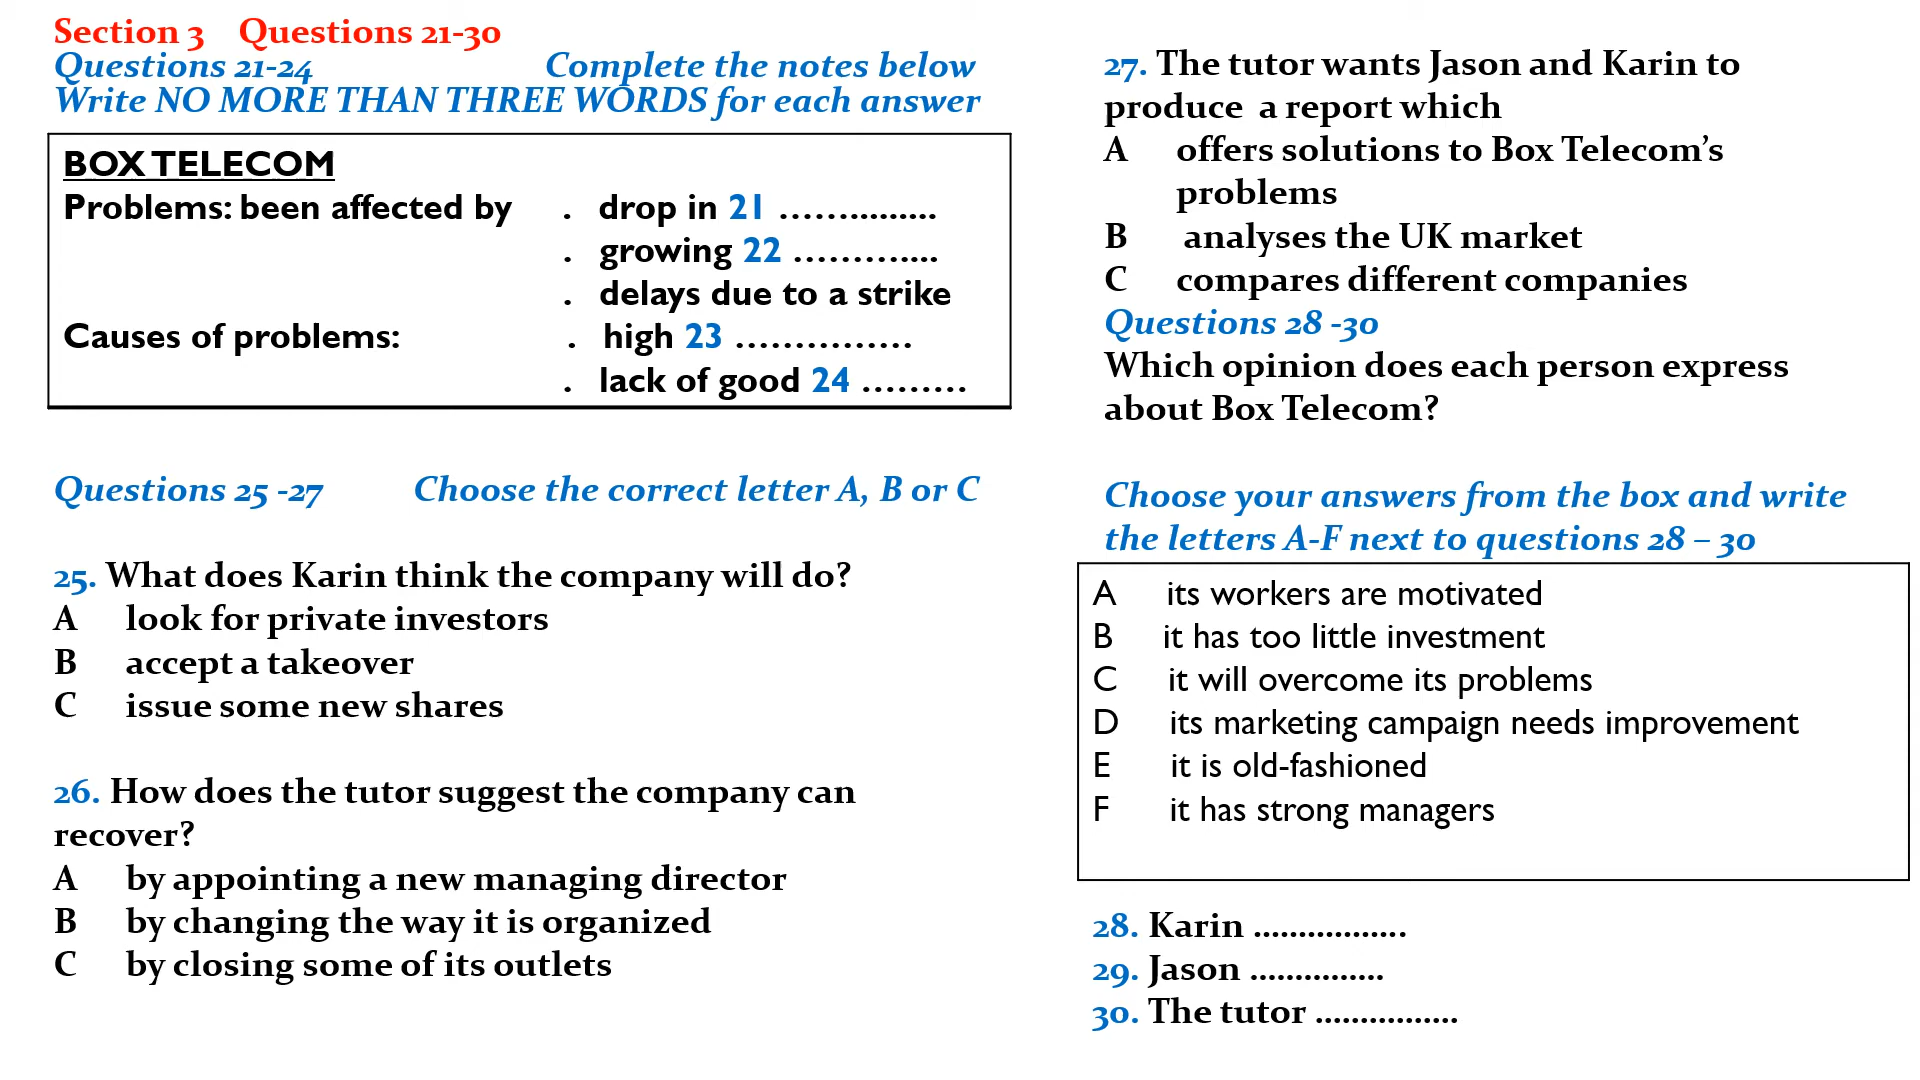 Section 3 Questions 21-30
Questions 21-24 Complete the notes below
Write NO MORE THAN THREE WORDS for each answer
BOX TELECOM
Problems: been affected by . drop in 21 …….........
. growing 22 ………....
. delays due to a strike
Causes of problems: . high 23 ……………
. lack of good 24 ………
Questions 25 -27 Choose the correct letter A, B or C
25. What does Karin think the company will do?
A look for private investors
B accept a takeover
C issue some new shares
26. How does the tutor suggest the company can
recover?
A by appointing a new managing director
B by changing the way it is organized
C by closing some of its outlets
27. The tutor wants Jason and Karin to
produce a report which
A offers solutions to Box Telecom’s
problems
B analyses the UK market
C compares different companies
Questions 28 -30
Which opinion does each person express
about Box Telecom?
Choose your answers from the box and write
the letters A-F next to questions 28 – 30
A its workers are motivated
B it has too little investment
C it will overcome its problems
D its marketing campaign needs improvement
E it is old-fashioned
F it has strong managers
28. Karin .................
29. Jason ...............
30. The tutor ................